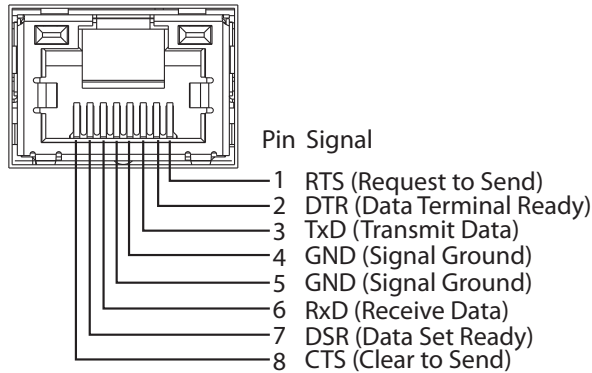 Pin Signal
1 RTS (Request to Send)
2 DTR (Data Terminal Ready)
3 TxD (Transmit Data)
4 GND (Signal Ground)
5 GND (Signal Ground)
6 RxD (Receive Data)
7 DSR (Data Set Ready)
8 CTS (Clear to Send)